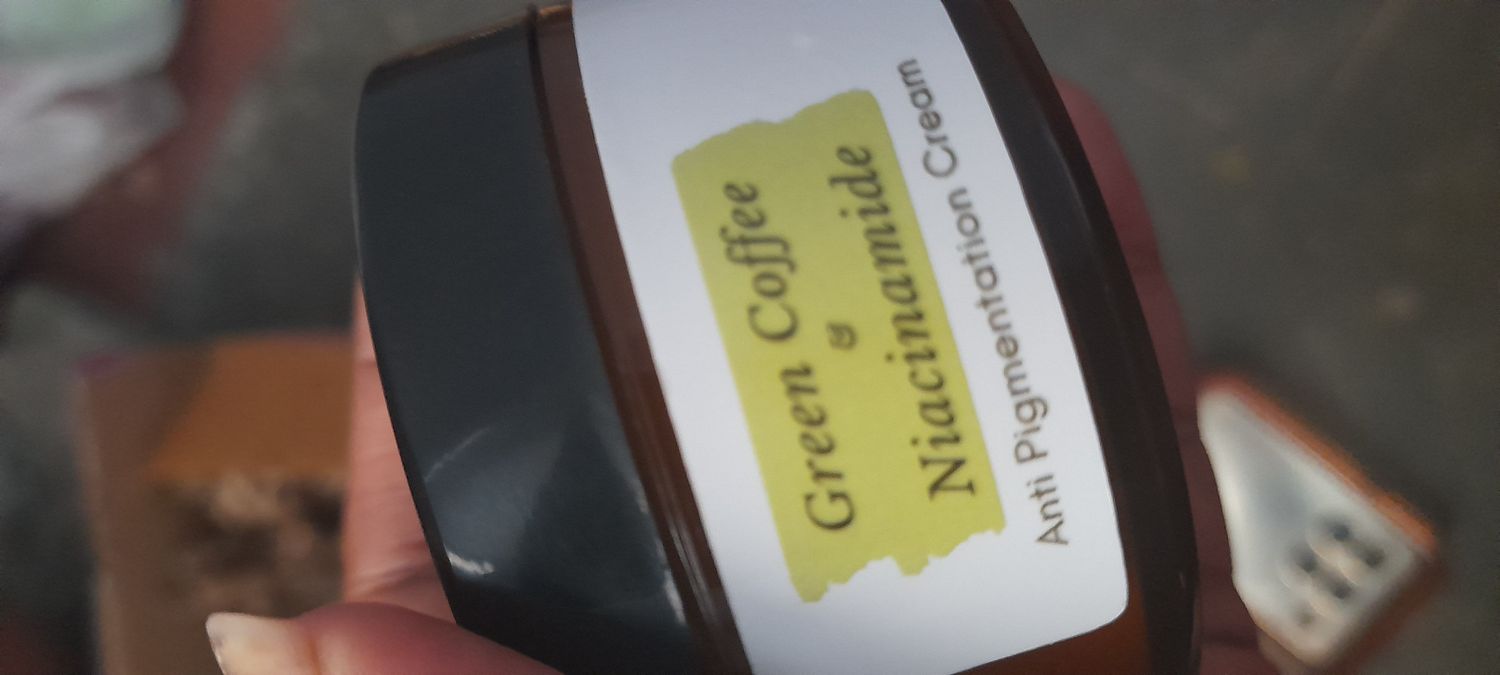 Green Coffee
&
Niacinamide
Anti Pigmentation Cream